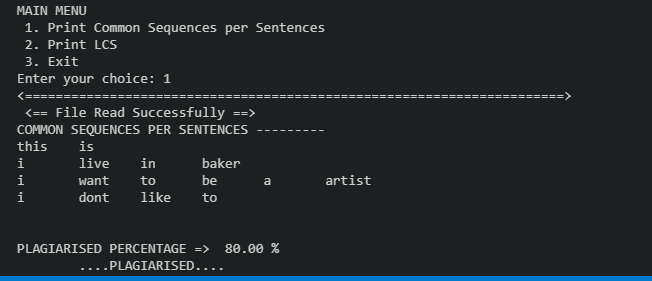 MAIN MENU
1. Print Common Sequences per Sentences
2. Print LCS
3. Exit
Enter your choice: 1
<======================================================================>
<== File Read Successfully ==>
COMMON SEQUENCES PER SENTENCES ---------
this is
i live in baker
i want to be a artist
i dont like to
PLAGIARISED PERCENTAGE => 80.00 %
....PLAGIARISED....